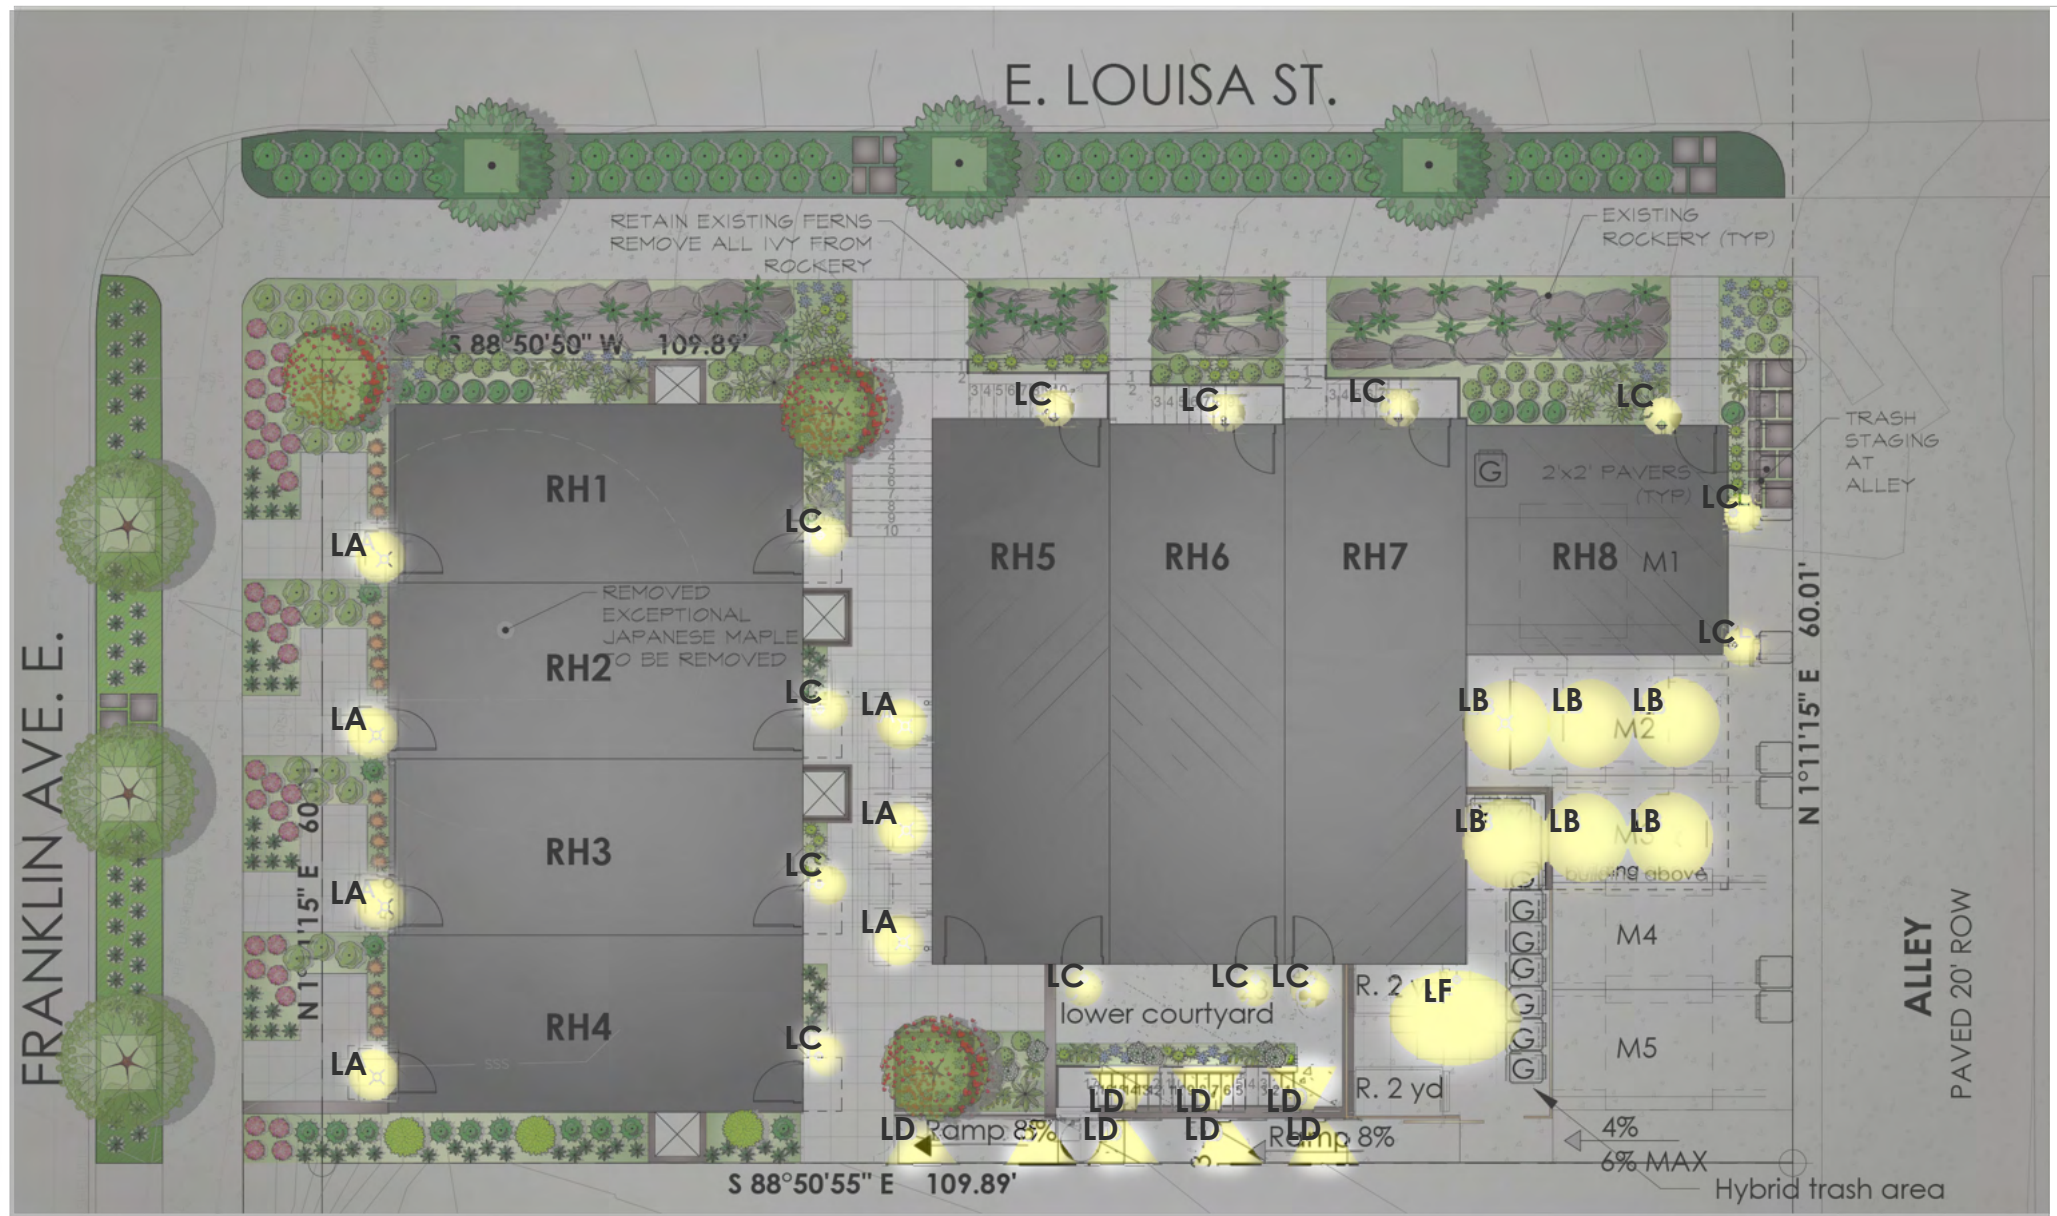 E. LOUISA ST.
RETAIN EXISTING FERNS
REMOVE ALL IVY FROM
ROCKERY
EXISTING
ROCKERY (TYP)
S 88°50'50" W 109.89'
LC
LC
LC
LC
TRASH
STAGING
AT
ALLEY
G
2'x2' PAVERS
(TYP)
RH1
LC
LC
LA
RH5
RH6
RH7
RH8
M1
REMOVED
EXCEPTIONAL
JAPANESE MAPLE
TO BE REMOVED
RH2
LC
N 1°11'15" E 60.01'
FRANKLIN AVE. E.
LA
LC
LA
LB
LB
LB
M2
LA
LB
LB
LB
building above
RH3
LC
N 1°11'15" E 60.
LA
LA
G
G
G
G
G
G
M4
ALLEY
PAVED 20' ROW
LC
LC
LC
R. 2
LF
lower courtyard
RH4
LC
LA
SSS
M5
R. 2 yd
LD
LD
LD
LD
Ramp 8%
LD
LD
LD
Ramp 8%
4%
6% MAX
S 88°50'55" E 109.89'
Hybrid trash area